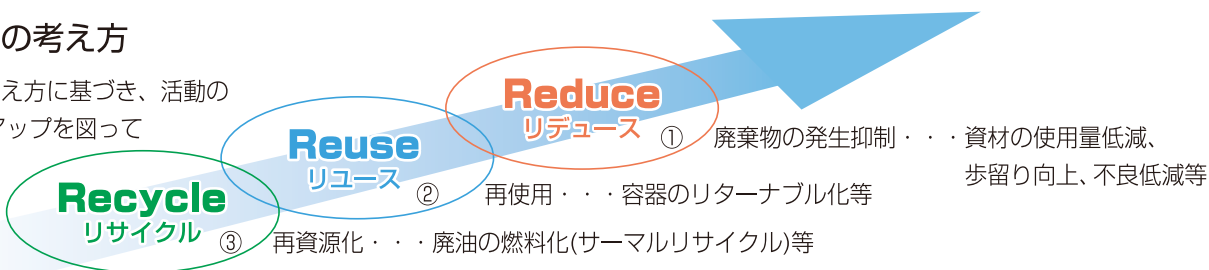 の考え方
え方に基づき、活動の
アップを図って
Reduce
リデュース
① 廃棄物の発生抑制・・・資材の使用量低減、
歩留り向上、不良低減等
Reuse
リユース
② 再使用・・・容器のリターナブル化等
Recycle
リサイクル
③ 再資源化・・・廃油の燃料化(サーマルリサイクル)等